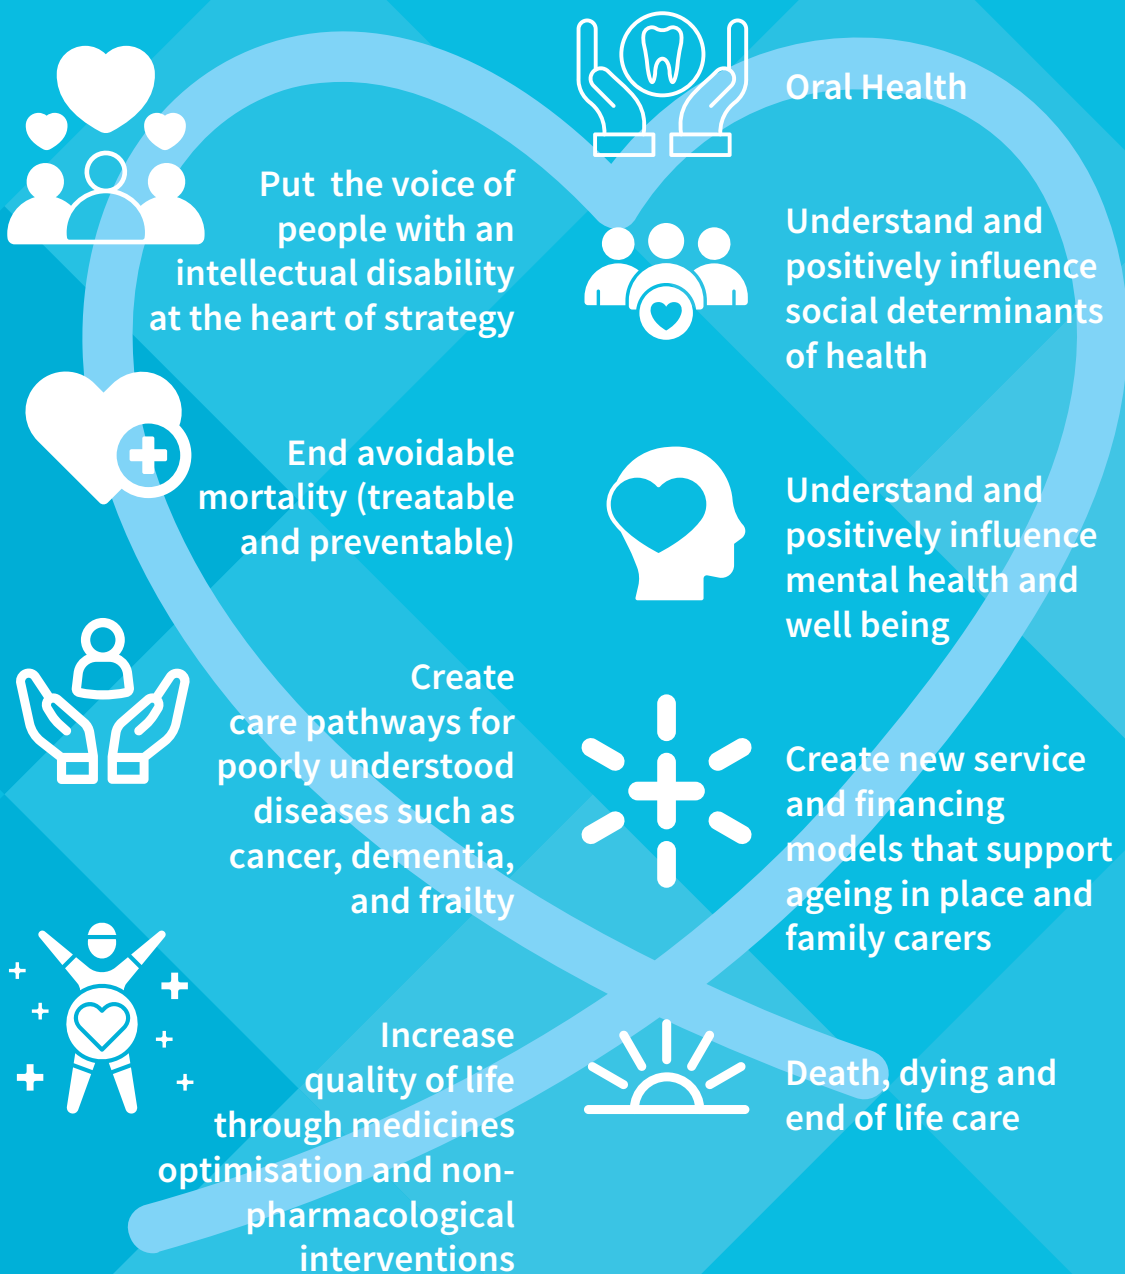 Put the voice of
people with an
intellectual disability
at the heart of strategy
End avoidable
mortality (treatable
and preventable)
Create
care pathways for
poorly understood
diseases such as
cancer, dementia,
and frailty
Increase
quality of life
through medicines
optimisation and non-
pharmacological
interventions
Oral Health
Understand and
positively influence
social determinants
of health
Understand and
positively influence
mental health and
well being
Create new service
and financing
models that support
ageing in place and
family carers
Death, dying and
end of life care